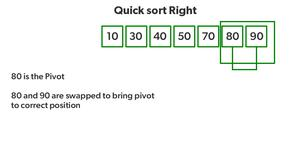 Quick sort Right
10 30 40 50 70 80 90
80 is the Pivot
80 and 90 are swapped to bring pivot
to correct position